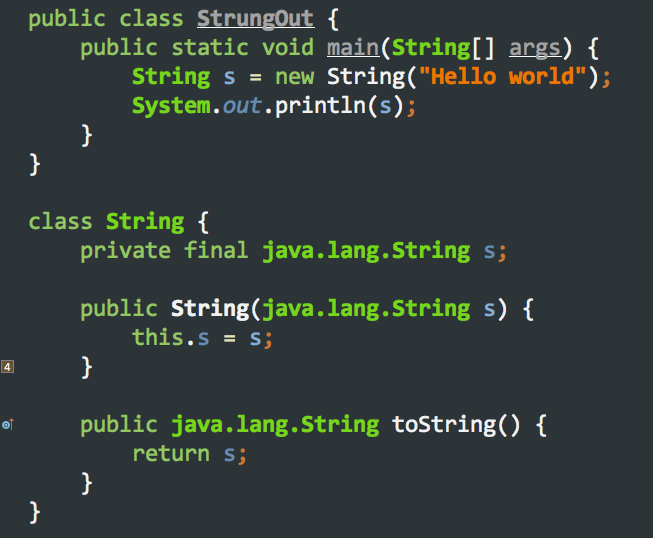 public class StrungOut {
    public static void main(String[] args) {
        String s = new String("Hello world");
        System.out.println(s);
    }
}
class String {
    private final java.lang.String s;
    public String(java.lang.String s) {
        this.s = s;
4   }
    public java.lang.String toString() {
        return s;
    }
}